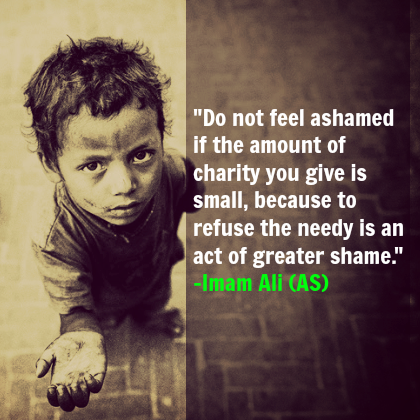 "Do not feel ashamed
if the amount of
charity you give is
small, because to
refuse the needy is an
act of greater shame."
-Imam Ali (AS)